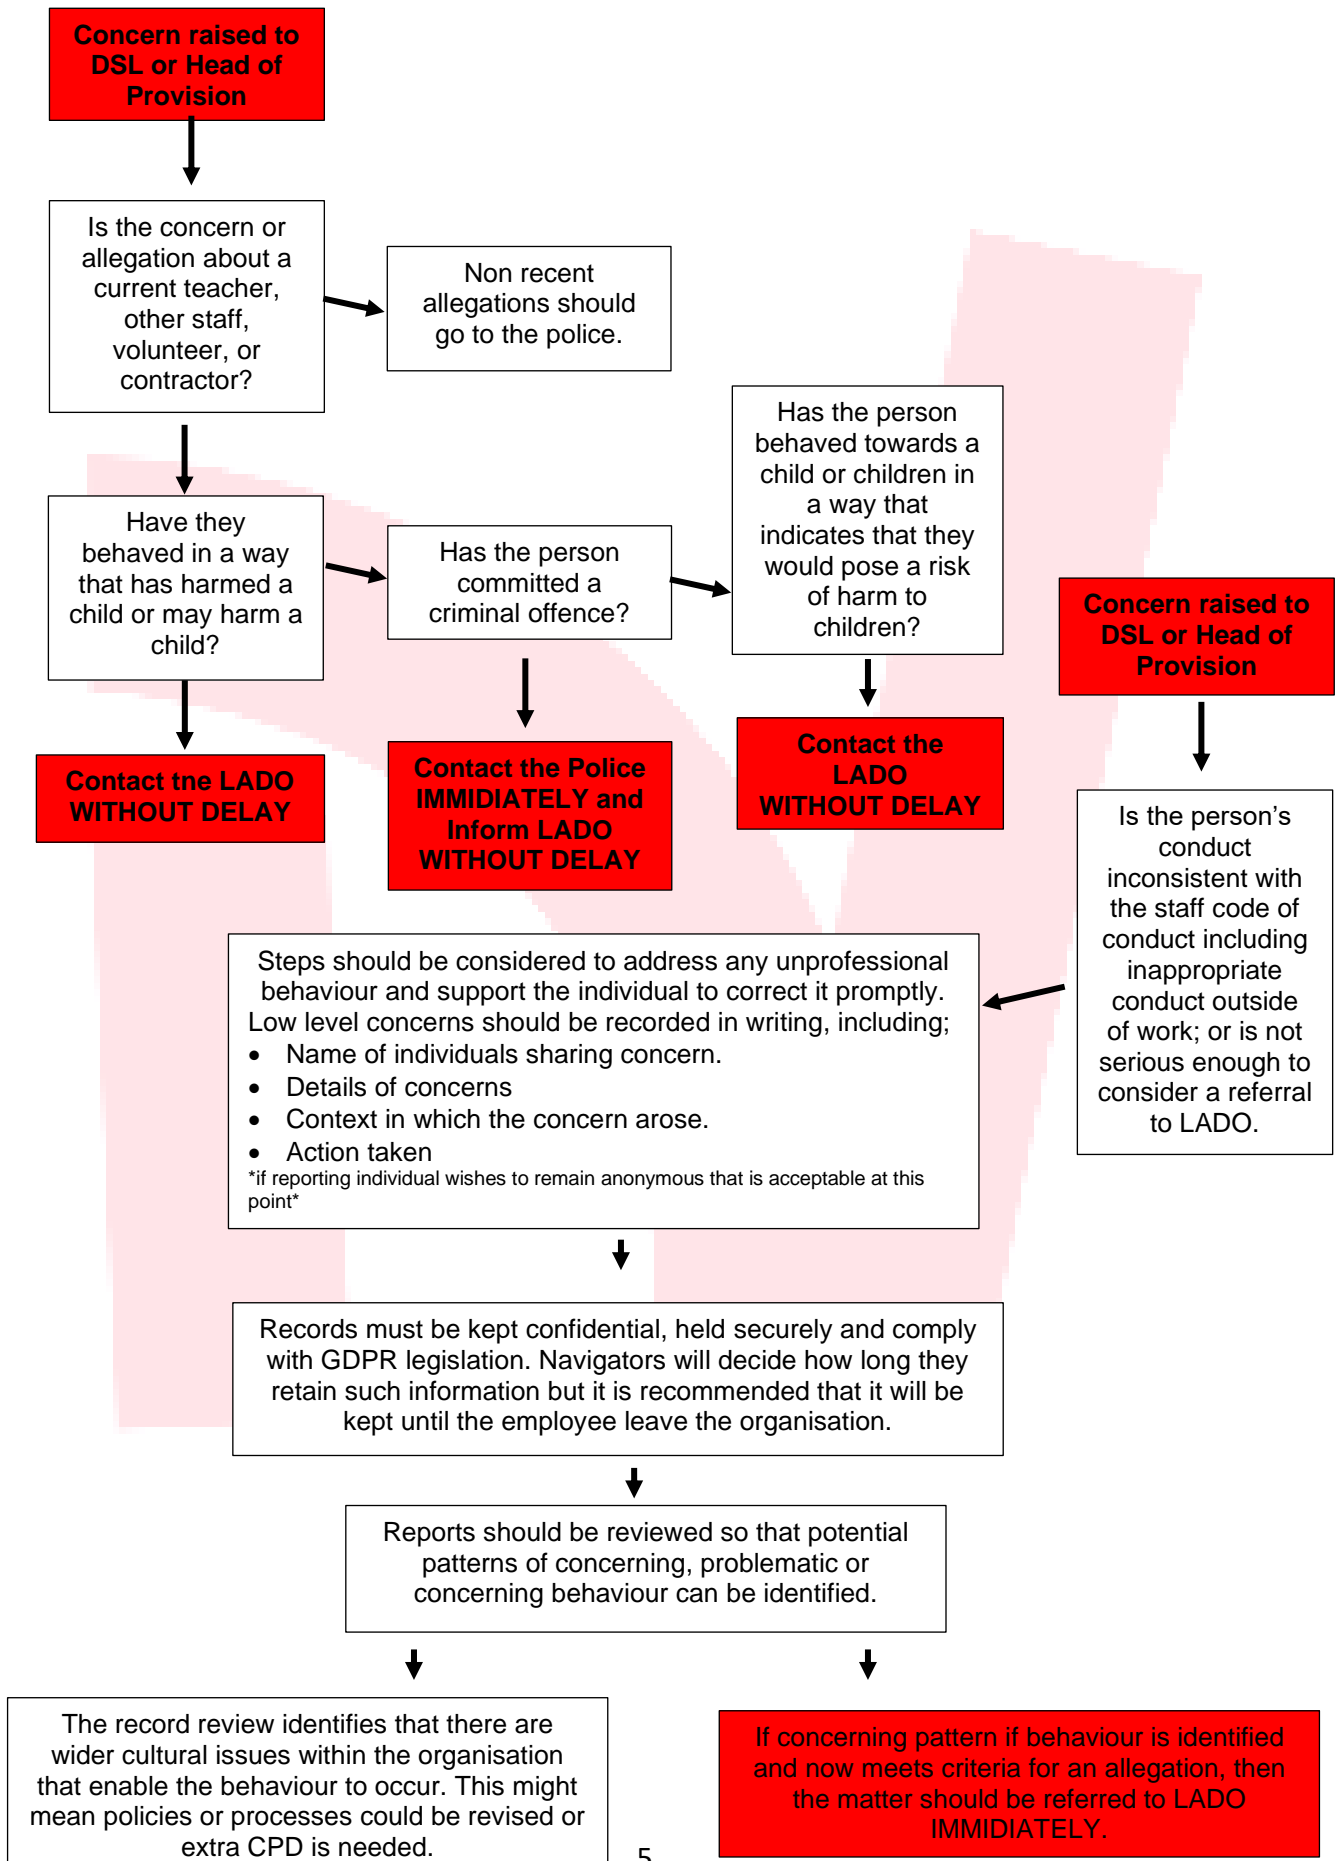 Concern raised to
DSL or Head of
Provision
Is the concern or
allegation about a
current teacher,
other staff,
volunteer, or
contractor?
Non recent
allegations should
go to the police.
Have they
behaved in a way
that has harmed a
child or may harm a
child?
Has the person
committed a
criminal offence?
Has the person
behaved towards a
child or children in
a way that
indicates that they
would pose a risk
of harm to
children?
Contact tne LADO
WITHOUT DELAY
Contact the Police
IMMIDIATELY and
Inform LADO
WITHOUT DELAY
Contact the
LADO
WITHOUT DELAY
Concern raised to
DSL or Head of
Provision
Is the person’s
conduct
inconsistent with
the staff code of
conduct including
inappropriate
conduct outside
of work; or is not
serious enough to
consider a referral
to LADO.
Steps should be considered to address any unprofessional
behaviour and support the individual to correct it promptly.
Low level concerns should be recorded in writing, including;
• Name of individuals sharing concern.
• Details of concerns
• Context in which the concern arose.
• Action taken
*if reporting individual wishes to remain anonymous that is acceptable at this
point*
Records must be kept confidential, held securely and comply
with GDPR legislation. Navigators will decide how long they
retain such information but it is recommended that it will be
kept until the employee leave the organisation.
Reports should be reviewed so that potential
patterns of concerning, problematic or
concerning behaviour can be identified.
The record review identifies that there are
wider cultural issues within the organisation
that enable the behaviour to occur. This might
mean policies or processes could be revised or
extra CPD is needed.
If concerning pattern if behaviour is identified
and now meets criteria for an allegation, then
the matter should be referred to LADO
IMMIDIATELY.
5